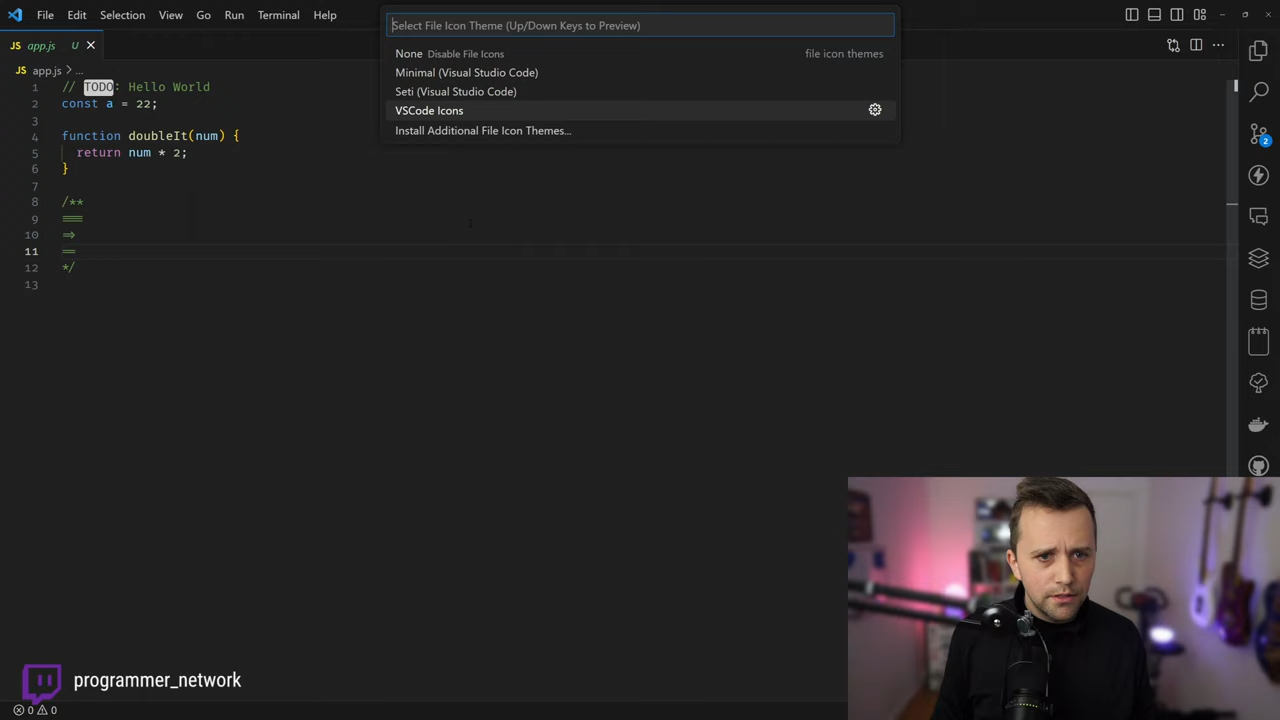 File Edit Selection View Go Run Terminal Help
Select File Icon Theme (Up/Down Keys to Preview)
None Disable File Icons file icon themes
Minimal (Visual Studio Code)
Seti (Visual Studio Code)
VSCode Icons
Install Additional File Icon Themes...
JS app.js U
JS app.js > ...
1 // TODO: Hello World
2 const a = 22;
3
4 function doubleIt(num) {
5 return num * 2;
6 }
7
8 /**
9 ===
10 =>
11 ==
12 */
13
2
programmer_network
0 0